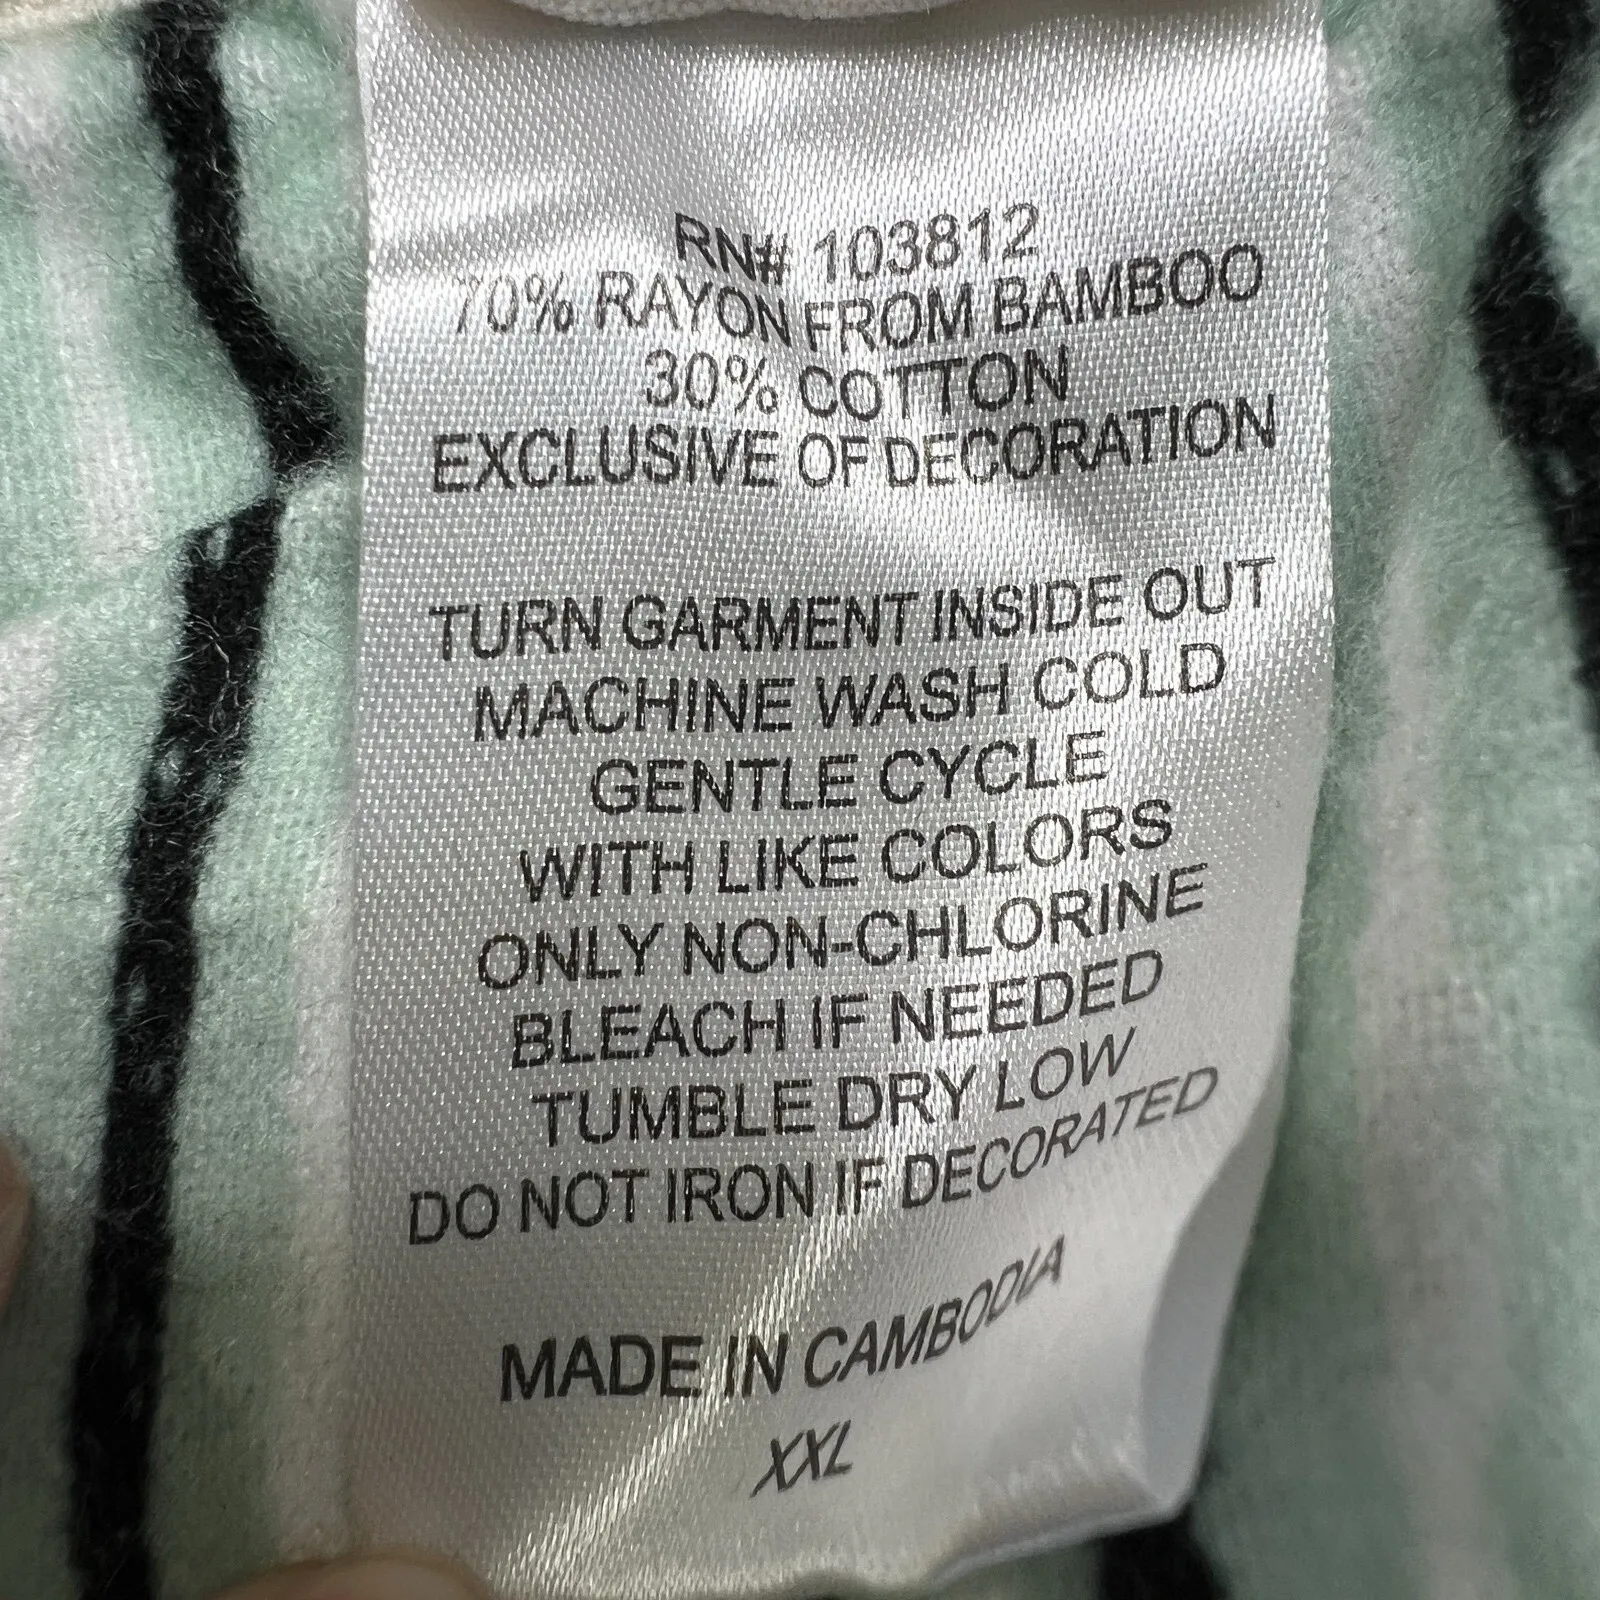 RN# 103812
70% RAYON FROM BAMBOO
30% COTTON
EXCLUSIVE OF DECORATION
TURN GARMENT INSIDE OUT
MACHINE WASH COLD
GENTLE CYCLE
WITH LIKE COLORS
ONLY NON-CHLORINE
BLEACH IF NEEDED
TUMBLE DRY LOW
DO NOT IRON IF DECORATED
MADE IN CAMBODIA
XXL